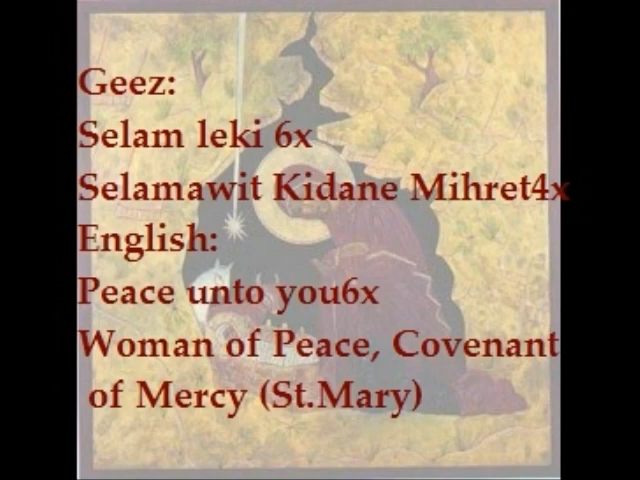 Geez:
Selam leki 6x
Selamawit Kidane Mihret4x
English:
Peace unto you6x
Woman of Peace, Covenant
of Mercy (St.Mary)